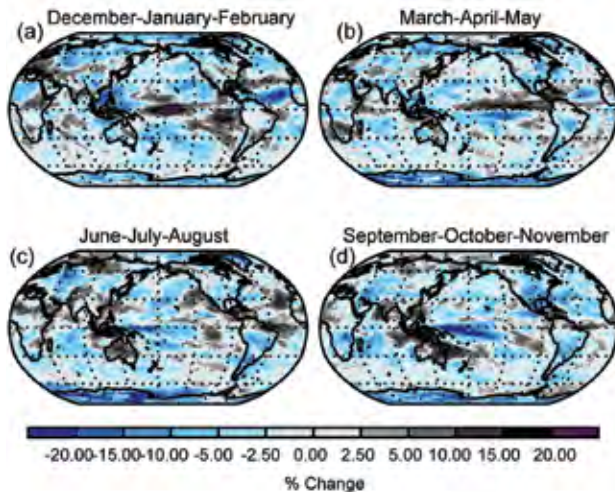 December-January-February
March-April-May
(a)
(b)
June-July-August
September-October-November
(c)
(d)
-20.00 -15.00 -10.00 -5.00 -2.50 0.00 2.50 5.00 10.00 15.00 20.00
% Change